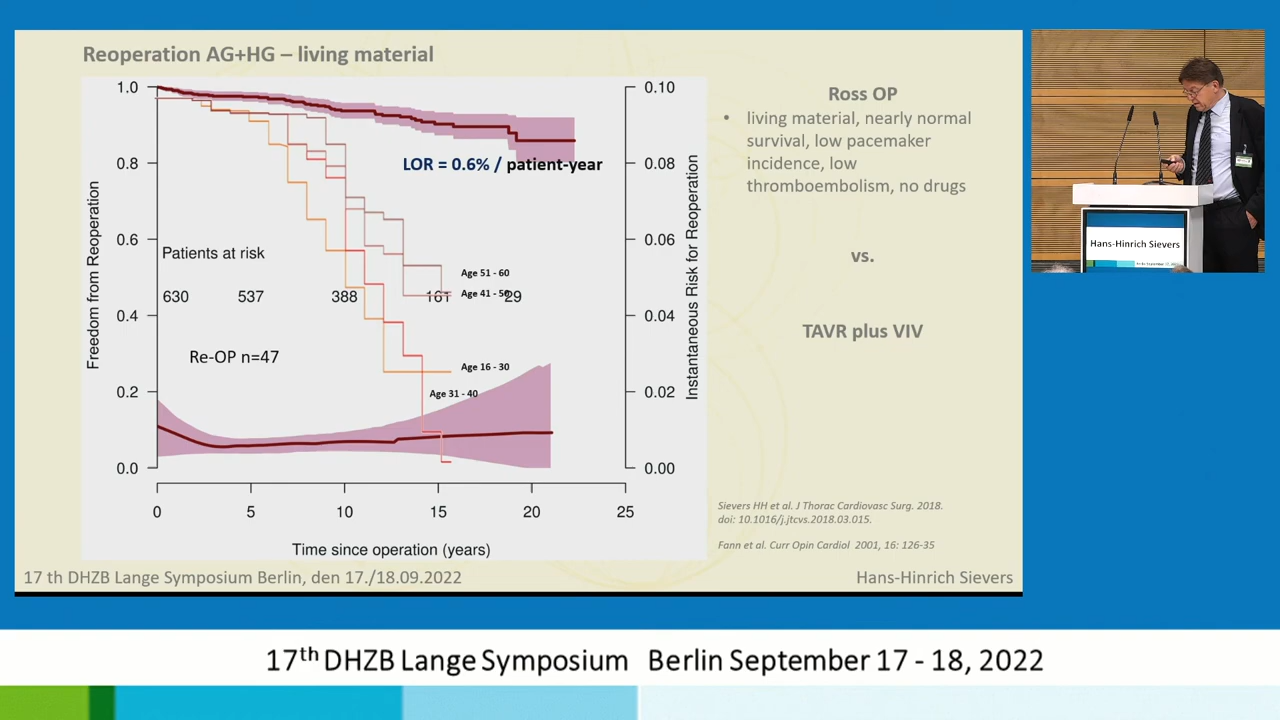 Reoperation AG+HG – living material
1.0
0.8
0.6
0.4
0.2
0.0
Freedom from Reoperation
0.10
0.08
0.06
0.04
0.02
0.00
Instantaneous Risk for Reoperation
LOR = 0.6% / patient-year
Patients at risk
630 537 388 161 29
Re-OP n=47
Age 51 - 60
Age 41 - 50
Age 16 - 30
Age 31 - 40
0 5 10 15 20 25
Time since operation (years)
Ross OP
• living material, nearly normal
survival, low pacemaker
incidence, low
thromboembolism, no drugs
vs.
TAVR plus VIV
Sievers HH et al. J Thorac Cardiovasc Surg. 2018.
doi: 10.1016/j.jtcvs.2018.03.015.
Fann et al. Curr Opin Cardiol 2001, 16: 126-35
17 th DHZB Lange Symposium Berlin, den 17./18.09.2022
Hans-Hinrich Sievers
Hans-Hinrich Sievers
17th DHZB Lange Symposium Berlin September 17 - 18, 2022